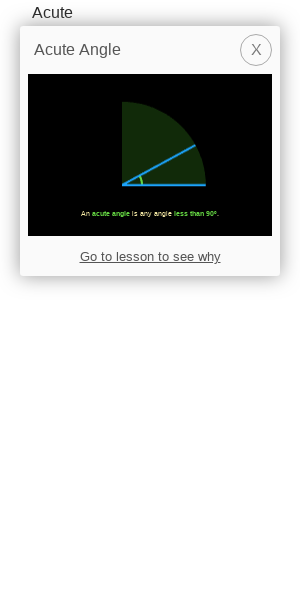 Acute
Acute Angle
X
An acute angle is any angle less than 90º.
Go to lesson to see why